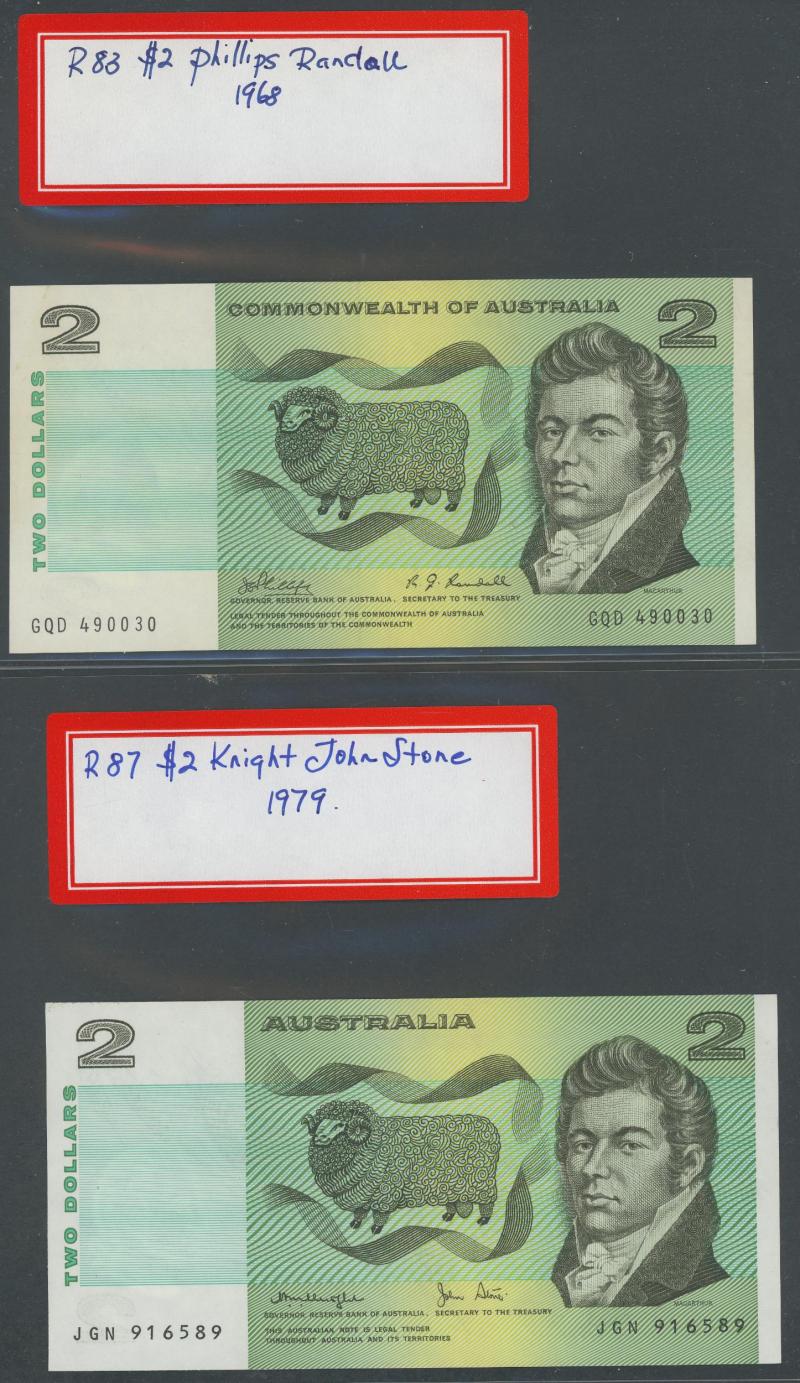 R83 $2 Phillips Randall
1968
2
COMMONWEALTH OF AUSTRALIA
2
TWO DOLLARS
R J Randall
GOVERNOR, RESERVE BANK OF AUSTRALIA. SECRETARY TO THE TREASURY
MACARTHUR
LEGAL TENDER THROUGHOUT THE COMMONWEALTH OF AUSTRALIA
AND THE TERRITORIES OF THE COMMONWEALTH
GQD 490030
GQD 490030
R87 $2 Knight John Stone
1979.
2
AUSTRALIA
2
TWO DOLLARS
John Stone.
GOVERNOR, RESERVE BANK OF AUSTRALIA. SECRETARY TO THE TREASURY
MACARTHUR
THIS AUSTRALIAN NOTE IS LEGAL TENDER
THROUGHOUT AUSTRALIA AND ITS TERRITORIES
JGN 916589
JGN 916589